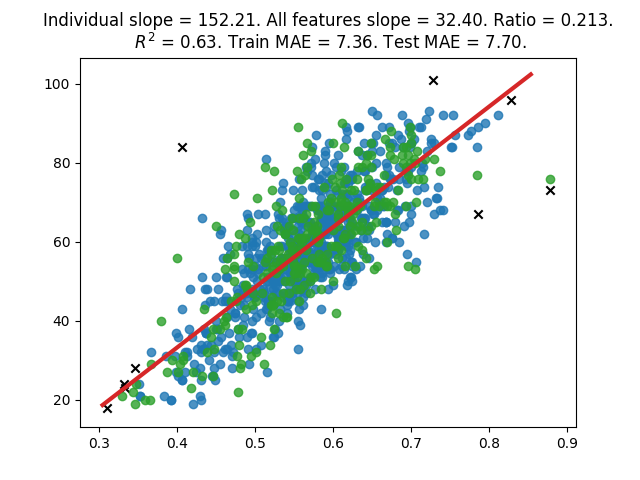 Individual slope = 152.21. All features slope = 32.40. Ratio = 0.213.
R² = 0.63. Train MAE = 7.36. Test MAE = 7.70.
100
80
60
40
20
0.3 0.4 0.5 0.6 0.7 0.8 0.9